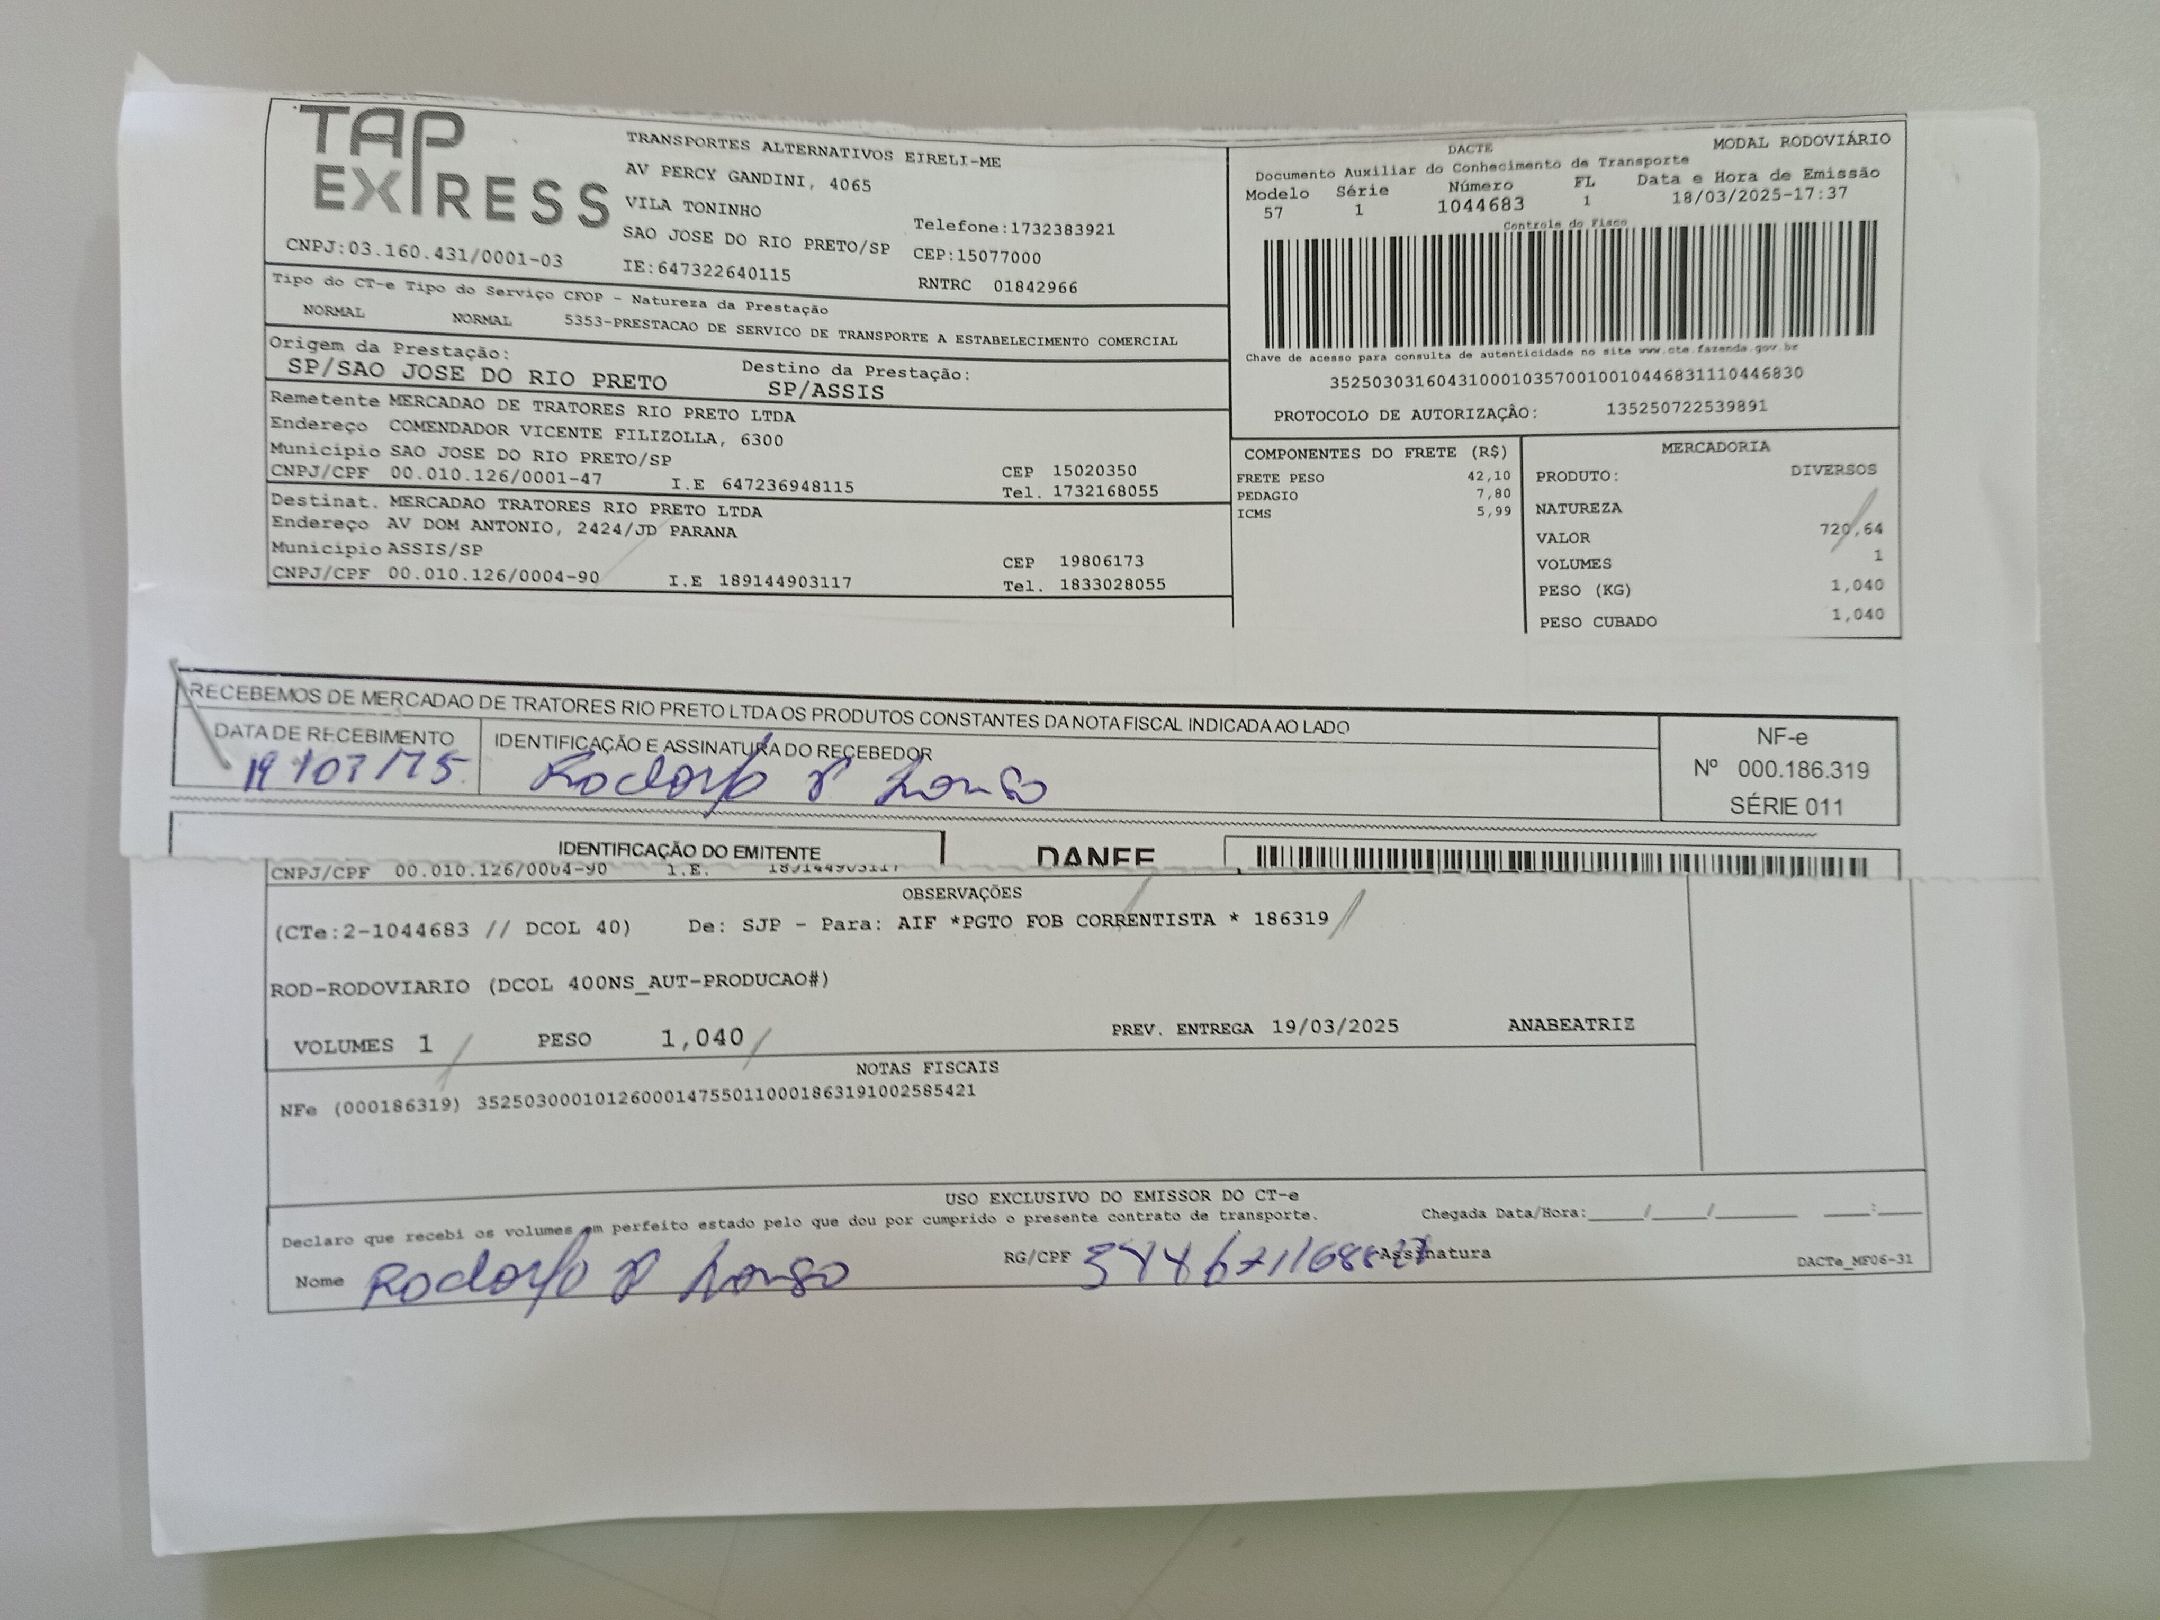 TAP EXPRESS
TRANSPORTES ALTERNATIVOS EIRELI-ME
AV PERCY GANDINI, 4065
VILA TONINHO
SAO JOSE DO RIO PRETO/SP
IE:647322640115
Telefone:1732383921
CEP:15077000
RNTRC 01842966
CNPJ:03.160.431/0001-03
DACTE
MODAL RODOVIÁRIO
Documento Auxiliar do Conhecimento de Transporte
Modelo Série Número FL Data e Hora de Emissão
57 1 1044683 1 18/03/2025-17:37
Controle do Fisco
Chave de acesso para consulta de autenticidade no site www.cte.fazenda.gov.br
35250303160431000103570010010446831110446830
PROTOCOLO DE AUTORIZAÇÃO: 135250722539891
Tipo do CT-e Tipo do Serviço CFOP - Natureza da Prestação
NORMAL NORMAL 5353-PRESTACAO DE SERVICO DE TRANSPORTE A ESTABELECIMENTO COMERCIAL
Origem da Prestação: Destino da Prestação:
SP/SAO JOSE DO RIO PRETO SP/ASSIS
Remetente MERCADAO DE TRATORES RIO PRETO LTDA
Endereço COMENDADOR VICENTE FILIZOLLA, 6300
Municipio SAO JOSE DO RIO PRETO/SP CEP 15020350
CNPJ/CPF 00.010.126/0001-47 I.E 647236948115 Tel. 1732168055
Destinat. MERCADAO TRATORES RIO PRETO LTDA
Endereço AV DOM ANTONIO, 2424/JD PARANA
Municipio ASSIS/SP CEP 19806173
CNPJ/CPF 00.010.126/0004-90 I.E 189144903117 Tel. 1833028055
COMPONENTES DO FRETE (R$)
FRETE PESO 42,10
PEDAGIO 7,80
ICMS 5,99
MERCADORIA
PRODUTO: DIVERSOS
NATUREZA
VALOR 720,64
VOLUMES 1
PESO (KG) 1,040
PESO CUBADO 1,040
RECEBEMOS DE MERCADAO DE TRATORES RIO PRETO LTDA OS PRODUTOS CONSTANTES DA NOTA FISCAL INDICADA AO LADO
DATA DE RECEBIMENTO IDENTIFICAÇÃO E ASSINATURA DO RECEBEDOR
Rodolfo
NF-e
Nº 000.186.319
SÉRIE 011
IDENTIFICAÇÃO DO EMITENTE DANFE
CNPJ/CPF 00.010.126/0004-90 I.E. 189144903117
OBSERVAÇÕES
(CTe:2-1044683 // DCOL 40) De: SJP - Para: AIF *PGTO FOB CORRENTISTA * 186319
ROD-RODOVIARIO (DCOL 400NS_AUT-PRODUCAO#)
VOLUMES 1 PESO 1,040 PREV. ENTREGA 19/03/2025 ANABEATRIZ
NOTAS FISCAIS
NFe (000186319) 35250300010126000147550110001863191002585421
USO EXCLUSIVO DO EMISSOR DO CT-e
Declaro que recebi os volumes em perfeito estado pelo que dou por cumprido o presente contrato de transporte. Chegada Data/Hora:____/____/______ ___:___
Nome Rodolfo RG/CPF Assinatura DACTe_MF06-31